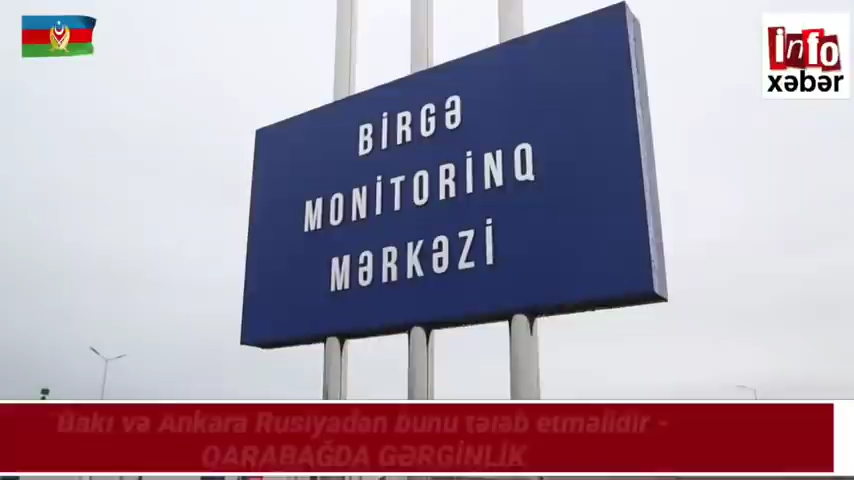 info
xəbər
BİRGƏ
MONİTORİNQ
MƏRKƏZİ
Bakı və Ankara Rusiyadan bunu tələb etməlidir -
QARABAĞDA GƏRGİNLİK